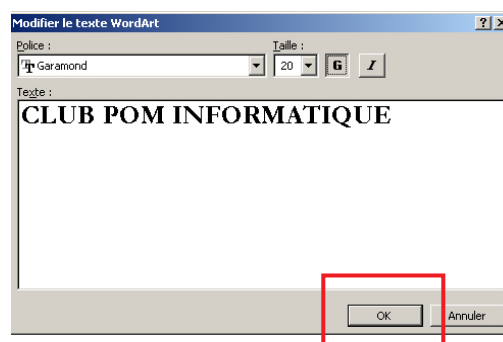 Modifier le texte WordArt
Police : Taille :
Garamond 20 G I
Texte :
CLUB POM INFORMATIQUE
OK Annuler